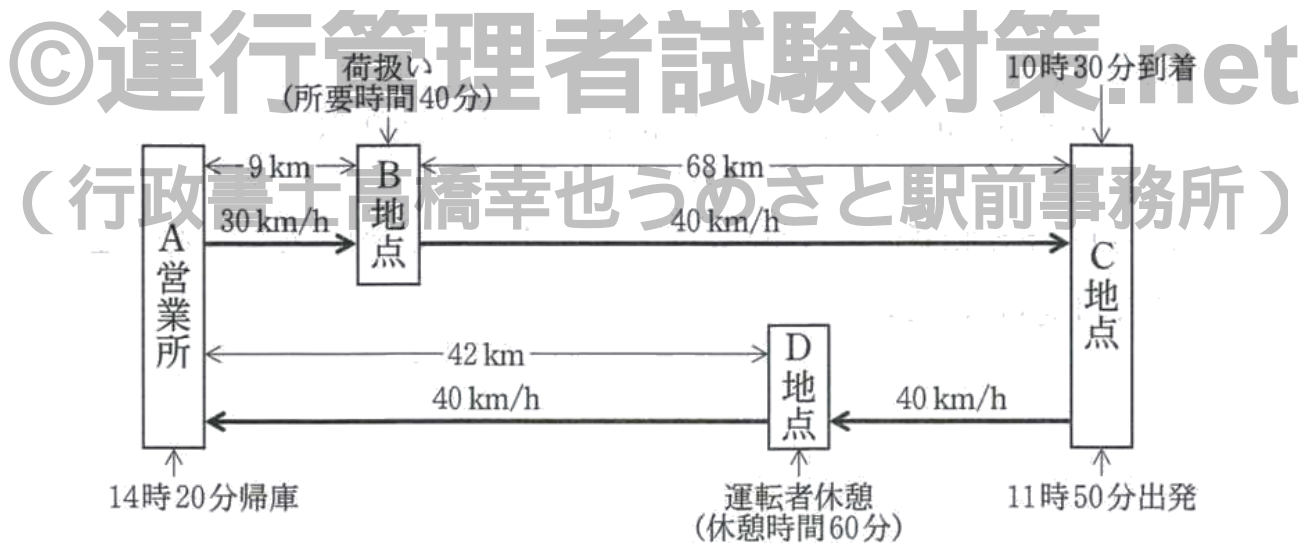 ©運行管理者試験対策.net
(行政書士高橋幸也うめさと駅前事務所)
荷扱い
(所要時間40分)
10時30分到着
9 km
68 km
30 km/h
40 km/h
A営業所
B地点
C地点
42 km
D地点
40 km/h
40 km/h
14時20分帰庫
運転者休憩
(休憩時間60分)
11時50分出発